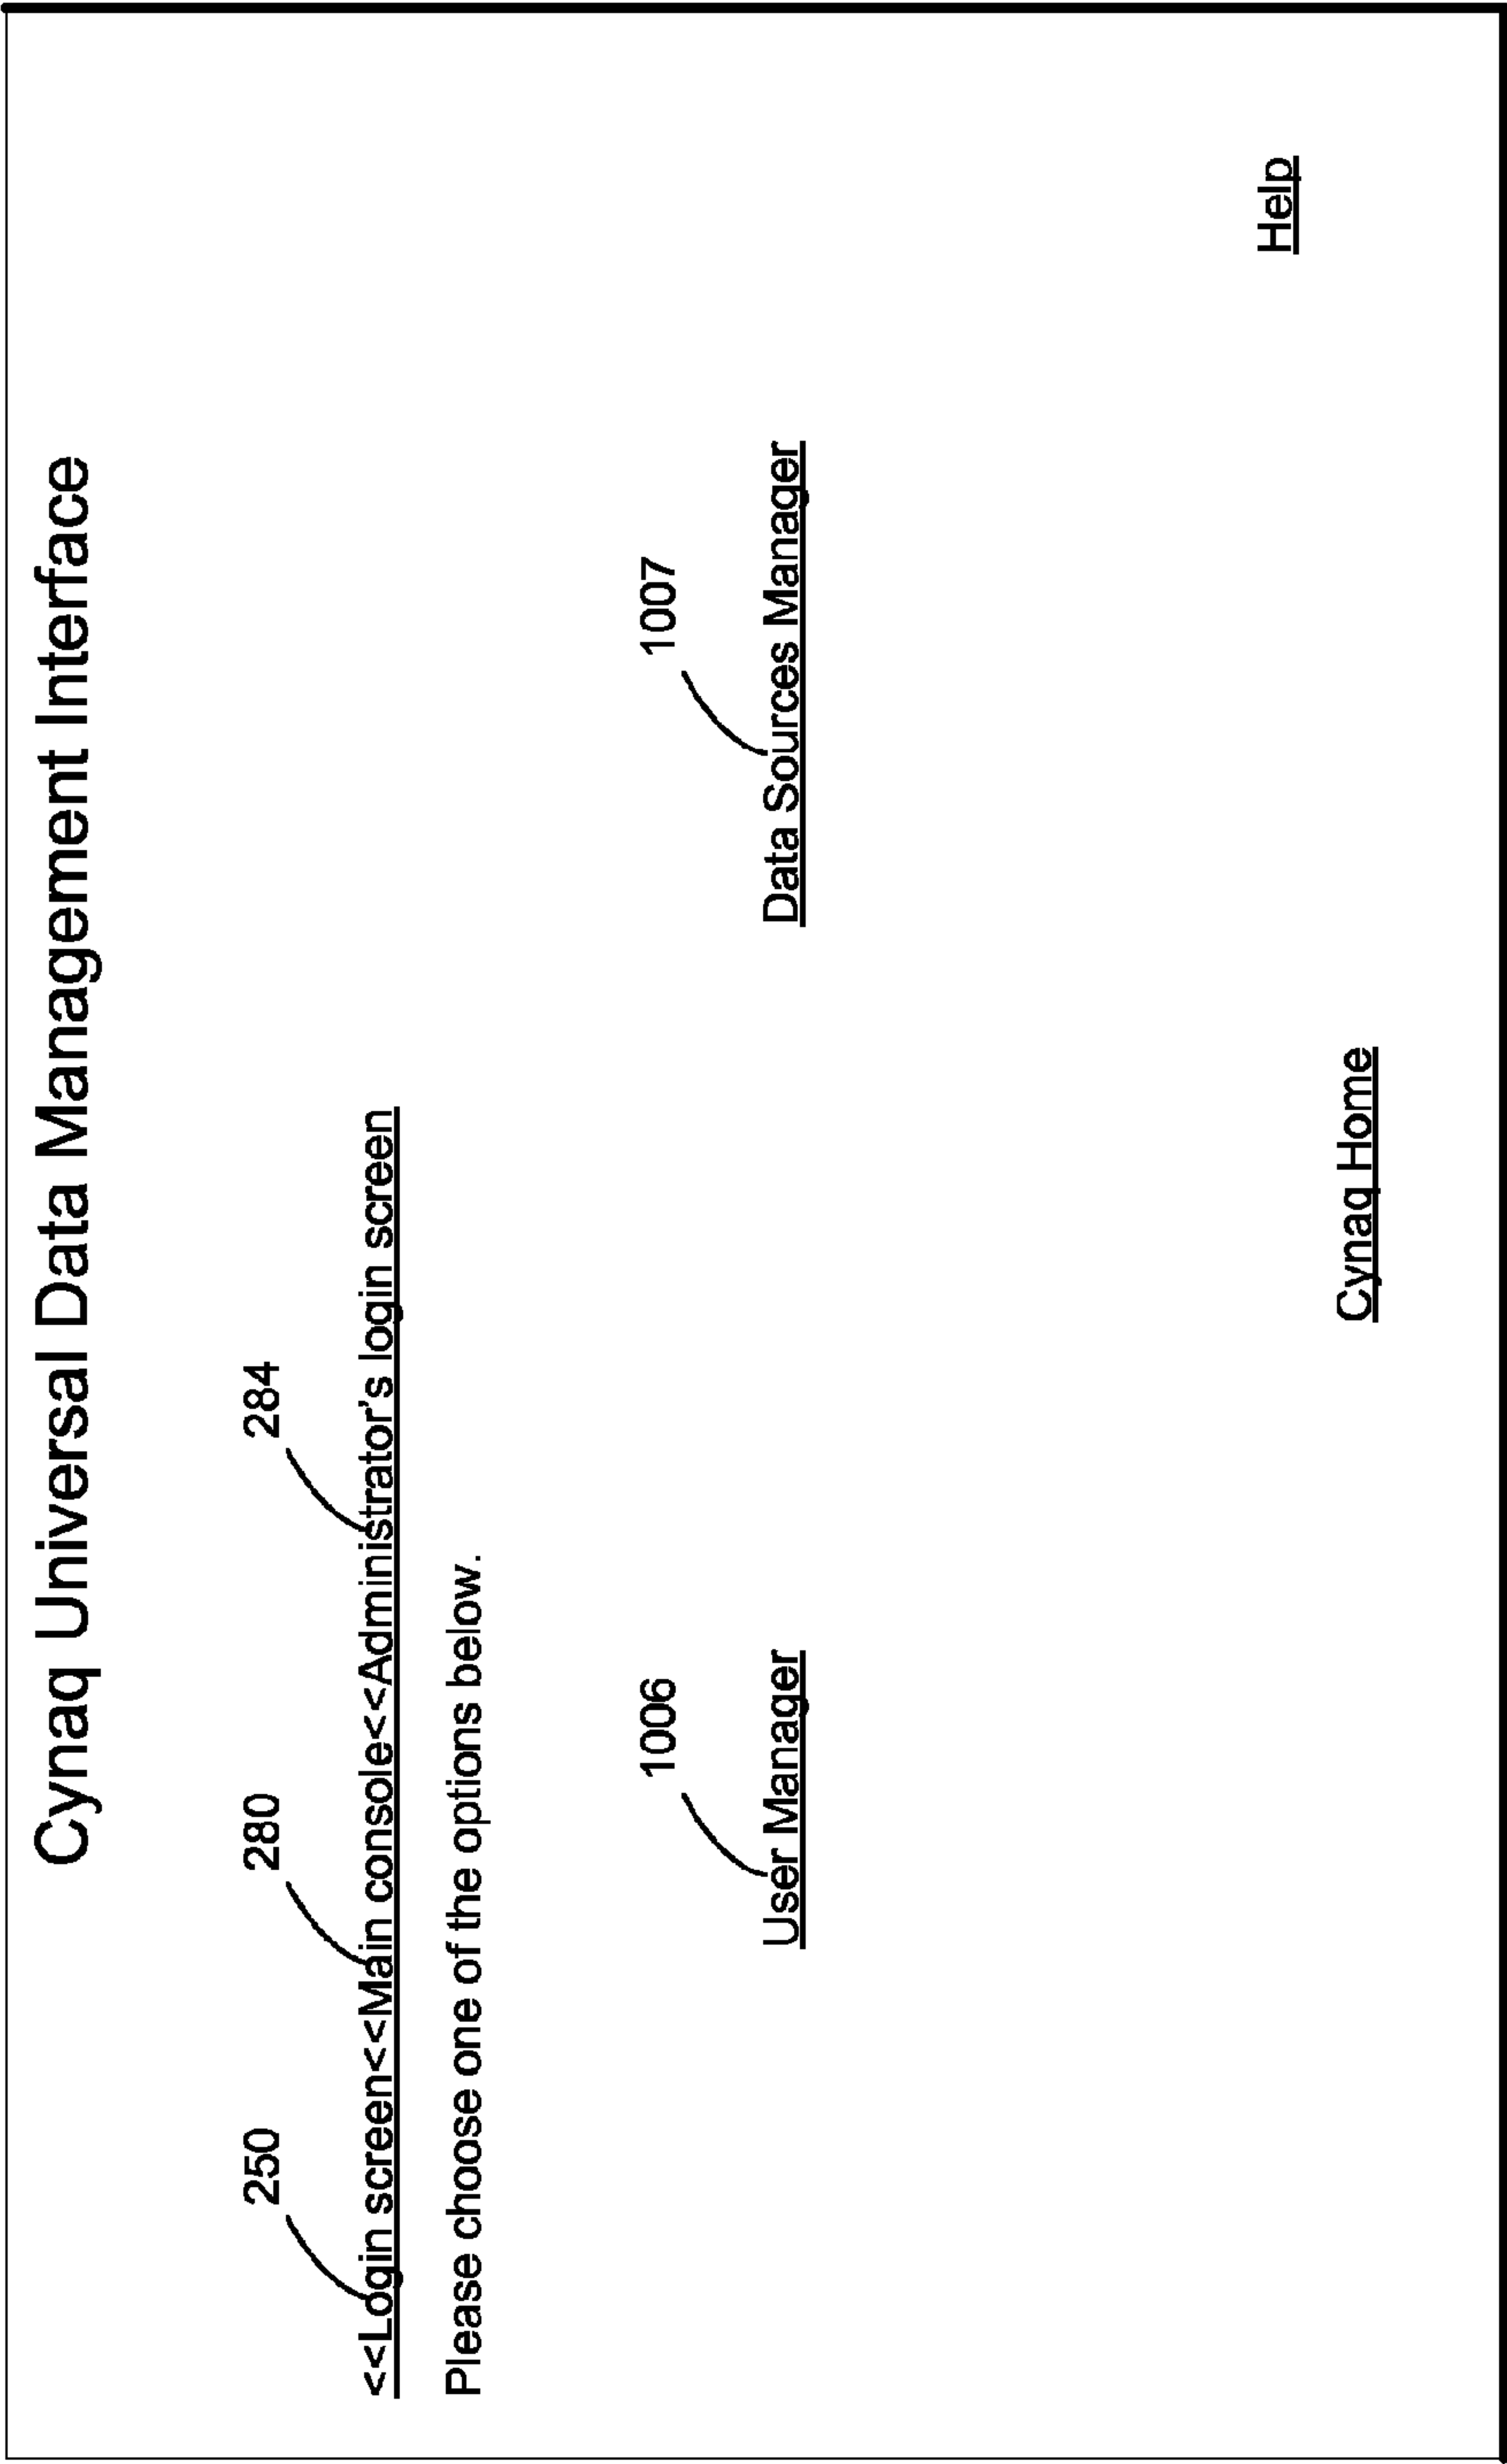 Cynaq Universal Data Management Interface
250 280 284
<<Login screen<<Main console<<Administrator's login screen
Please choose one of the options below.
1006 1007
User Manager Data Sources Manager
Help
Cynaq Home